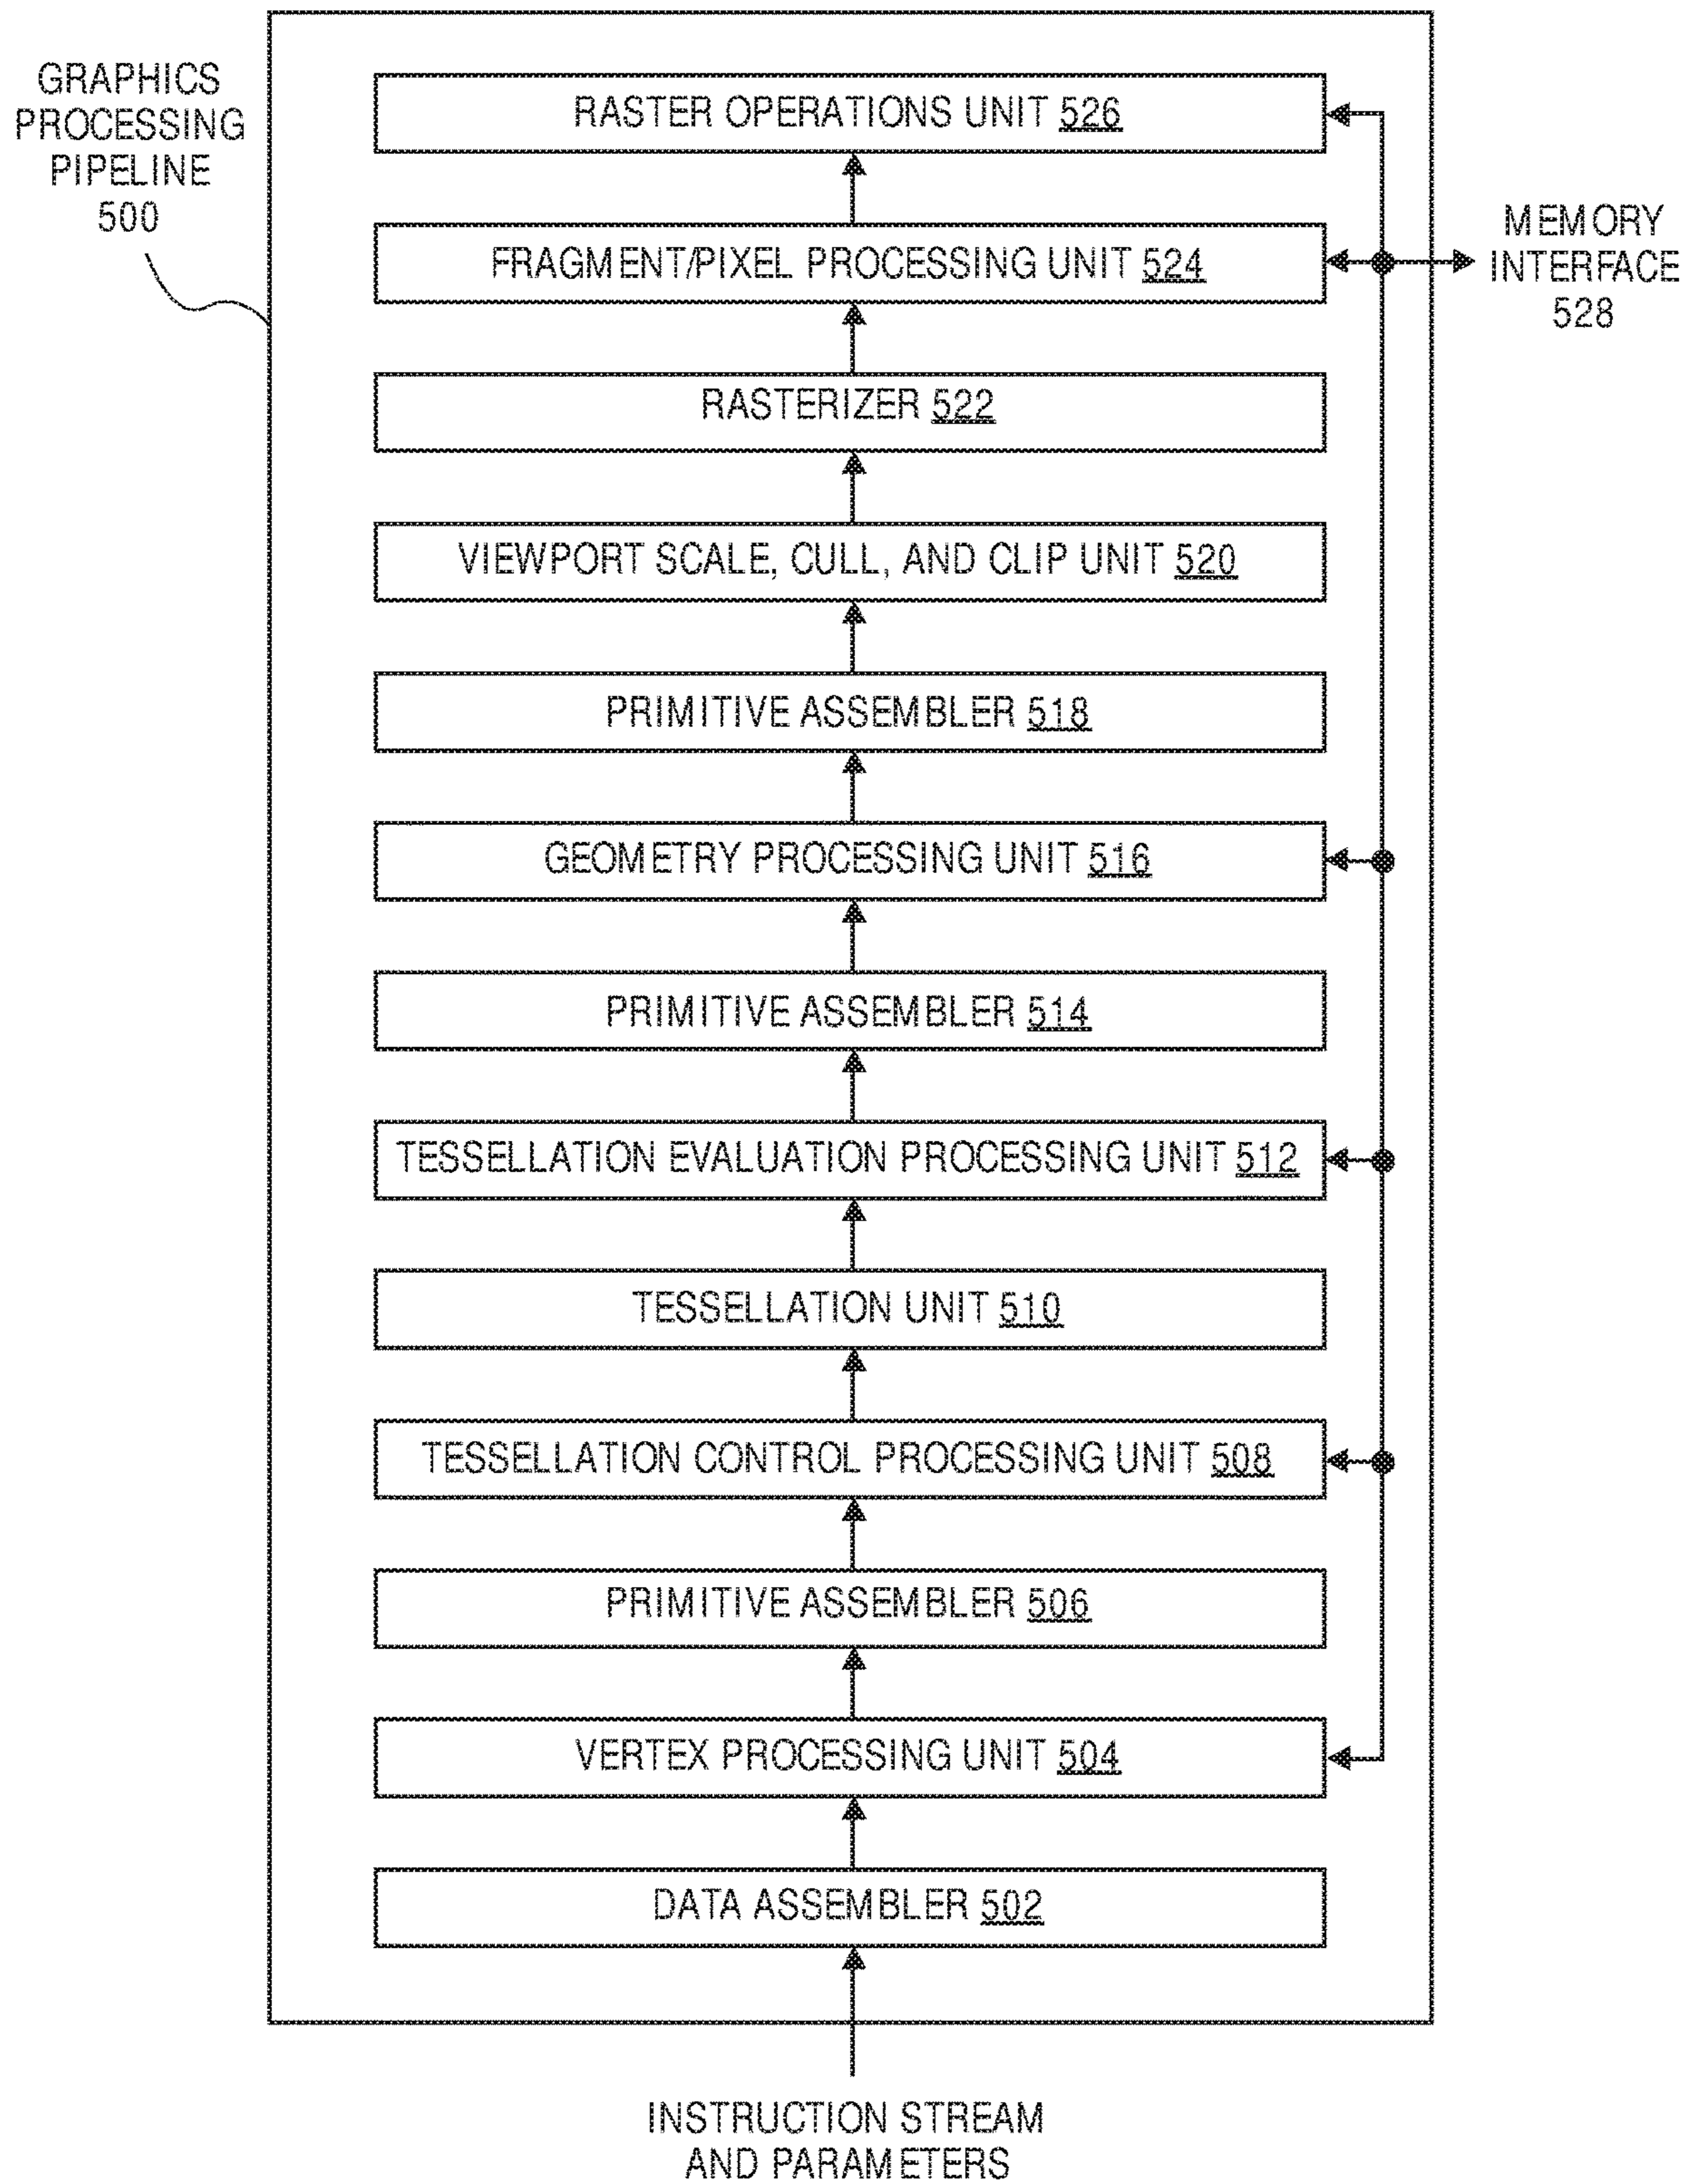 GRAPHICS
PROCESSING
PIPELINE
500
RASTER OPERATIONS UNIT 526
FRAGMENT/PIXEL PROCESSING UNIT 524
MEMORY
INTERFACE
528
RASTERIZER 522
VIEWPORT SCALE, CULL, AND CLIP UNIT 520
PRIMITIVE ASSEMBLER 518
GEOMETRY PROCESSING UNIT 516
PRIMITIVE ASSEMBLER 514
TESSELLATION EVALUATION PROCESSING UNIT 512
TESSELLATION UNIT 510
TESSELLATION CONTROL PROCESSING UNIT 508
PRIMITIVE ASSEMBLER 506
VERTEX PROCESSING UNIT 504
DATA ASSEMBLER 502
INSTRUCTION STREAM
AND PARAMETERS